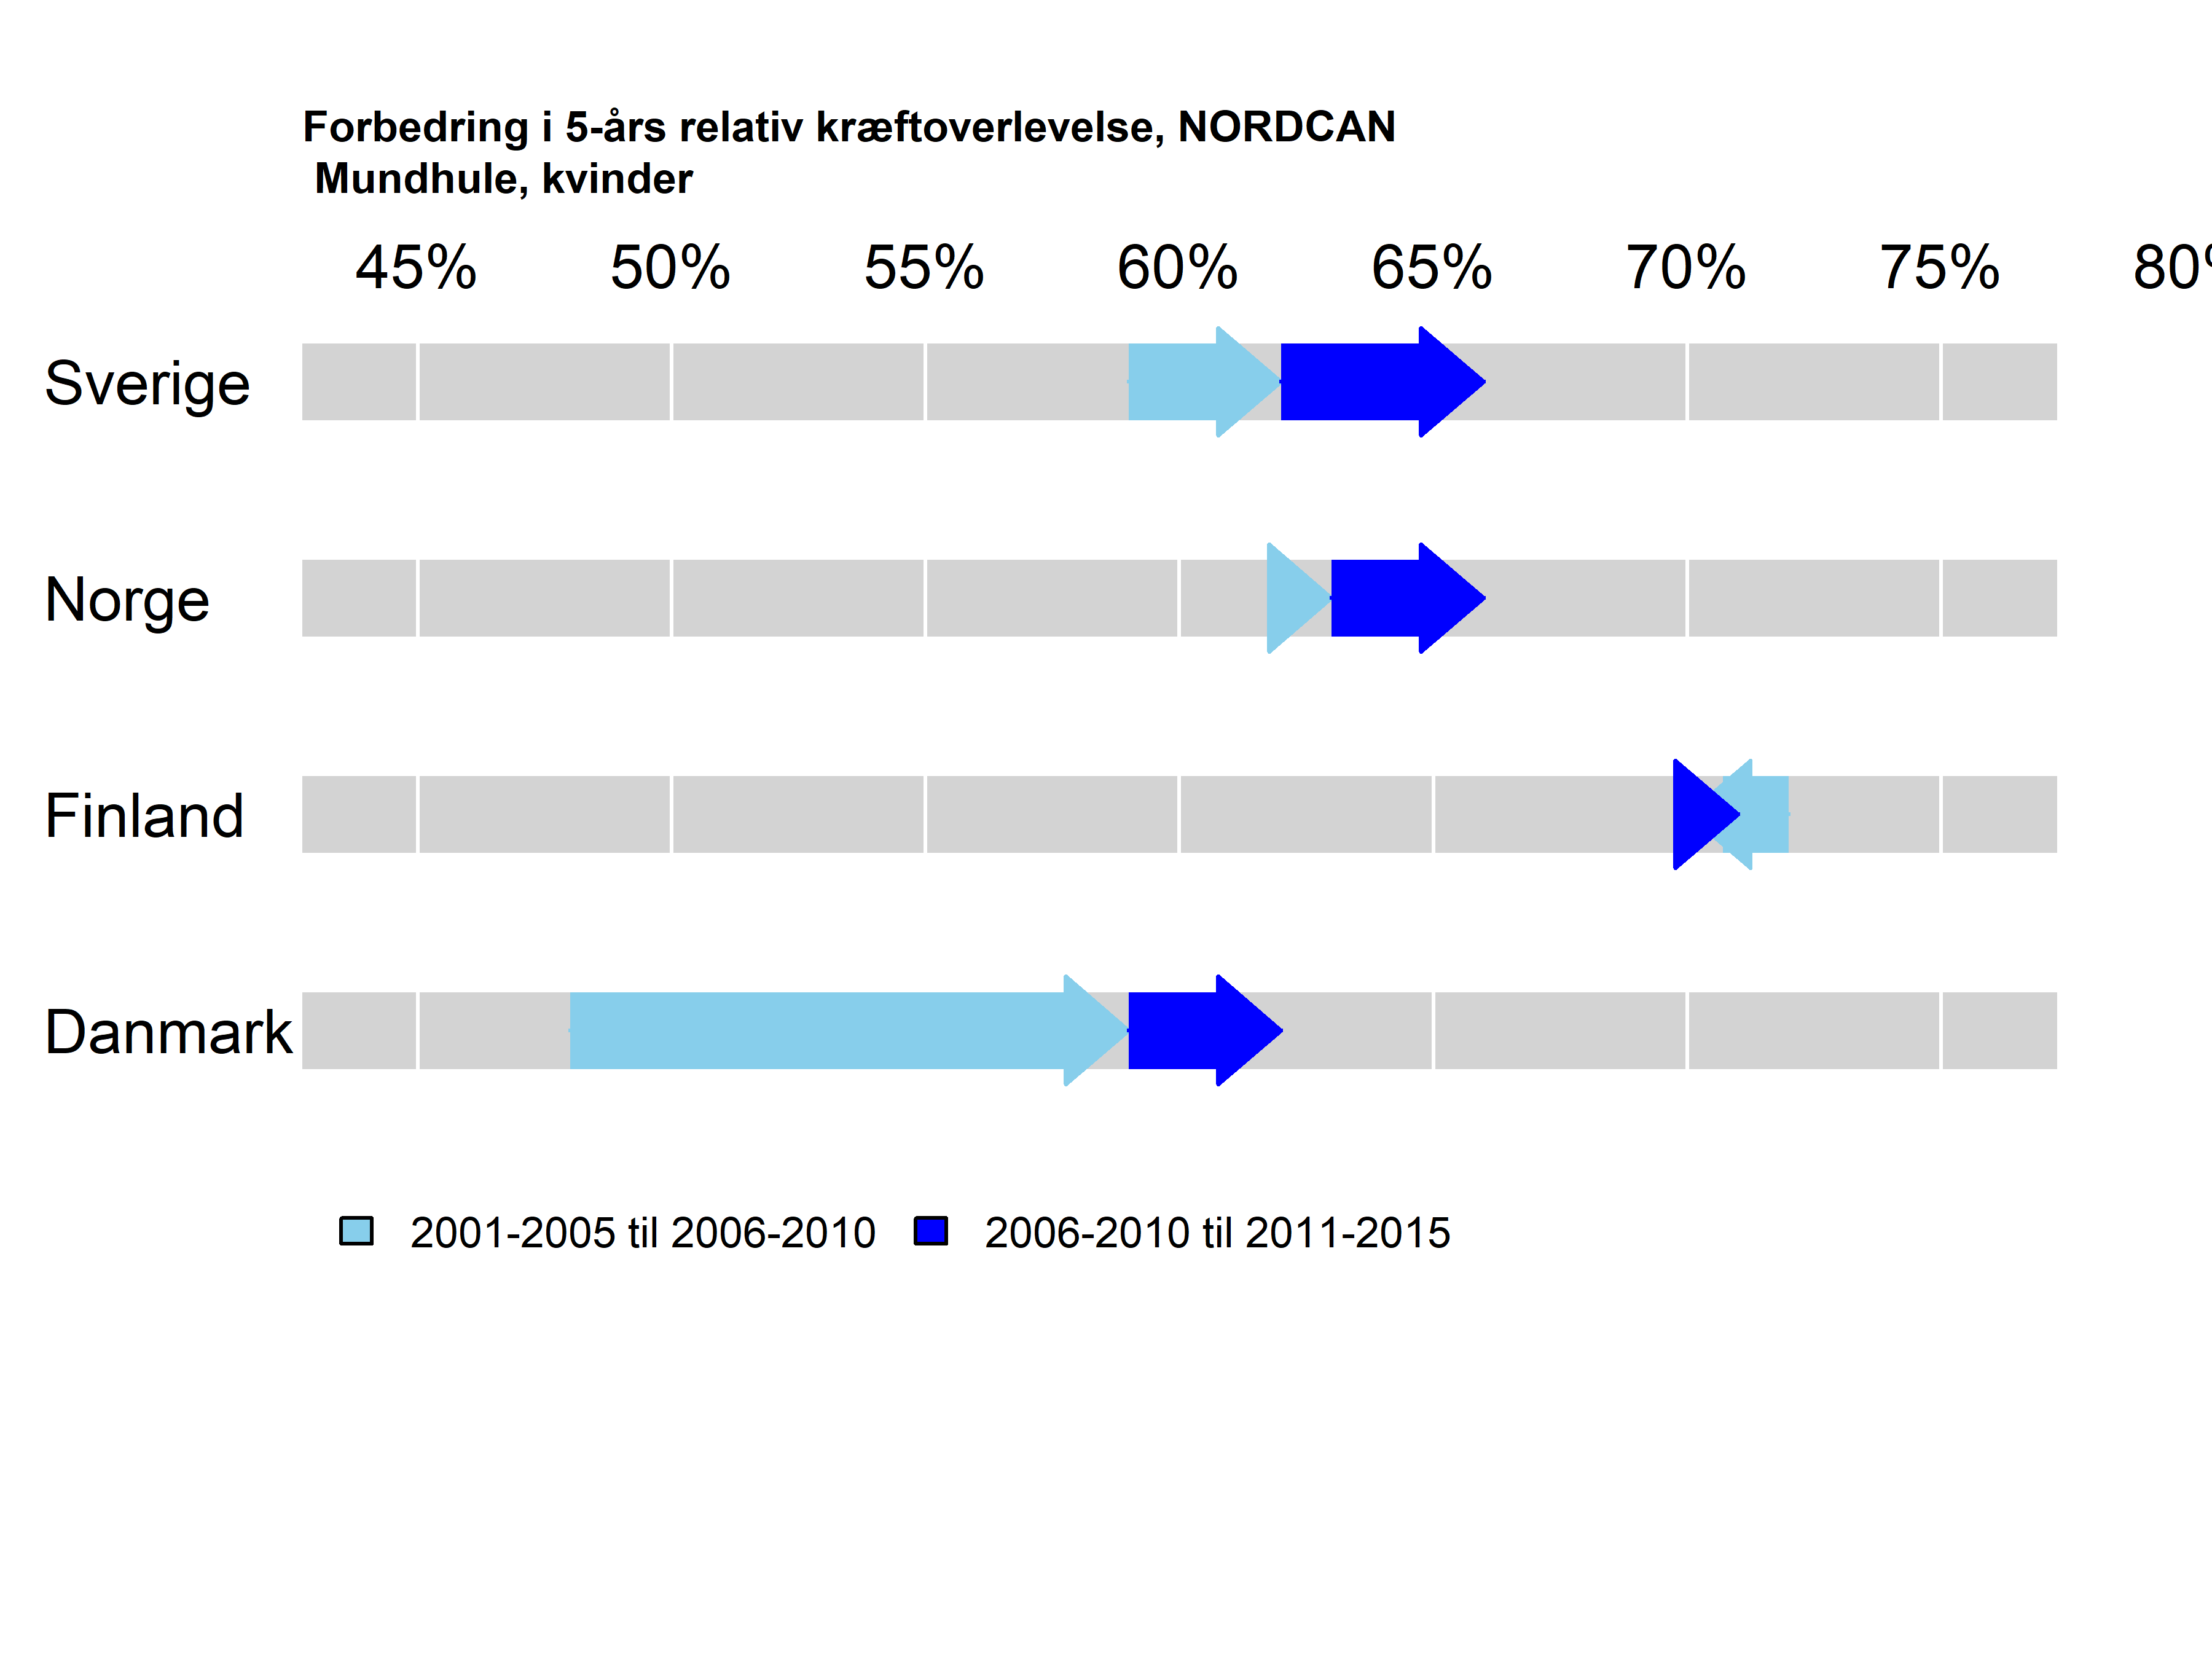 Forbedring i 5-års relativ kræftoverlevelse, NORDCAN
Mundhule, kvinder
45% 50% 55% 60% 65% 70% 75% 80%
Sverige
Norge
Finland
Danmark
2001-2005 til 2006-2010 2006-2010 til 2011-2015